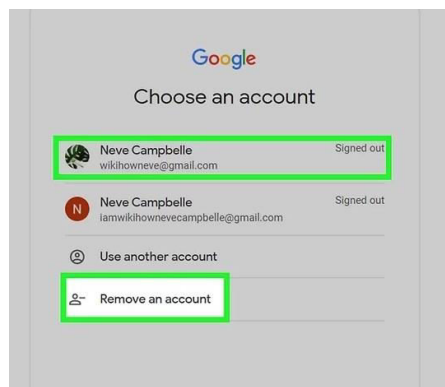 Google
Choose an account
Neve Campbelle
Signed out
wikihowneve@gmail.com
Neve Campbelle
Signed out
iamwikihownevecampbelle@gmail.com
N
Use another account
Remove an account